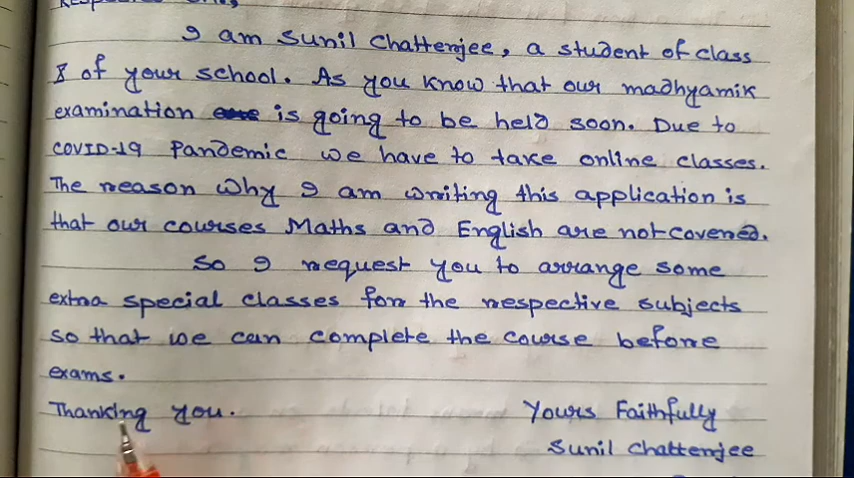 Respected Sir,
I am Sunil Chatterjee, a student of class
X of your school. As you know that our madhyamik
examination is going to be held soon. Due to
COVID-19 Pandemic we have to take online classes.
The reason why I am writing this application is
that our courses Maths and English are not covered.
So I request you to arrange some
extra special classes for the respective subjects
so that we can complete the course before
exams.
Thanking you.
Yours Faithfully
Sunil Chatterjee